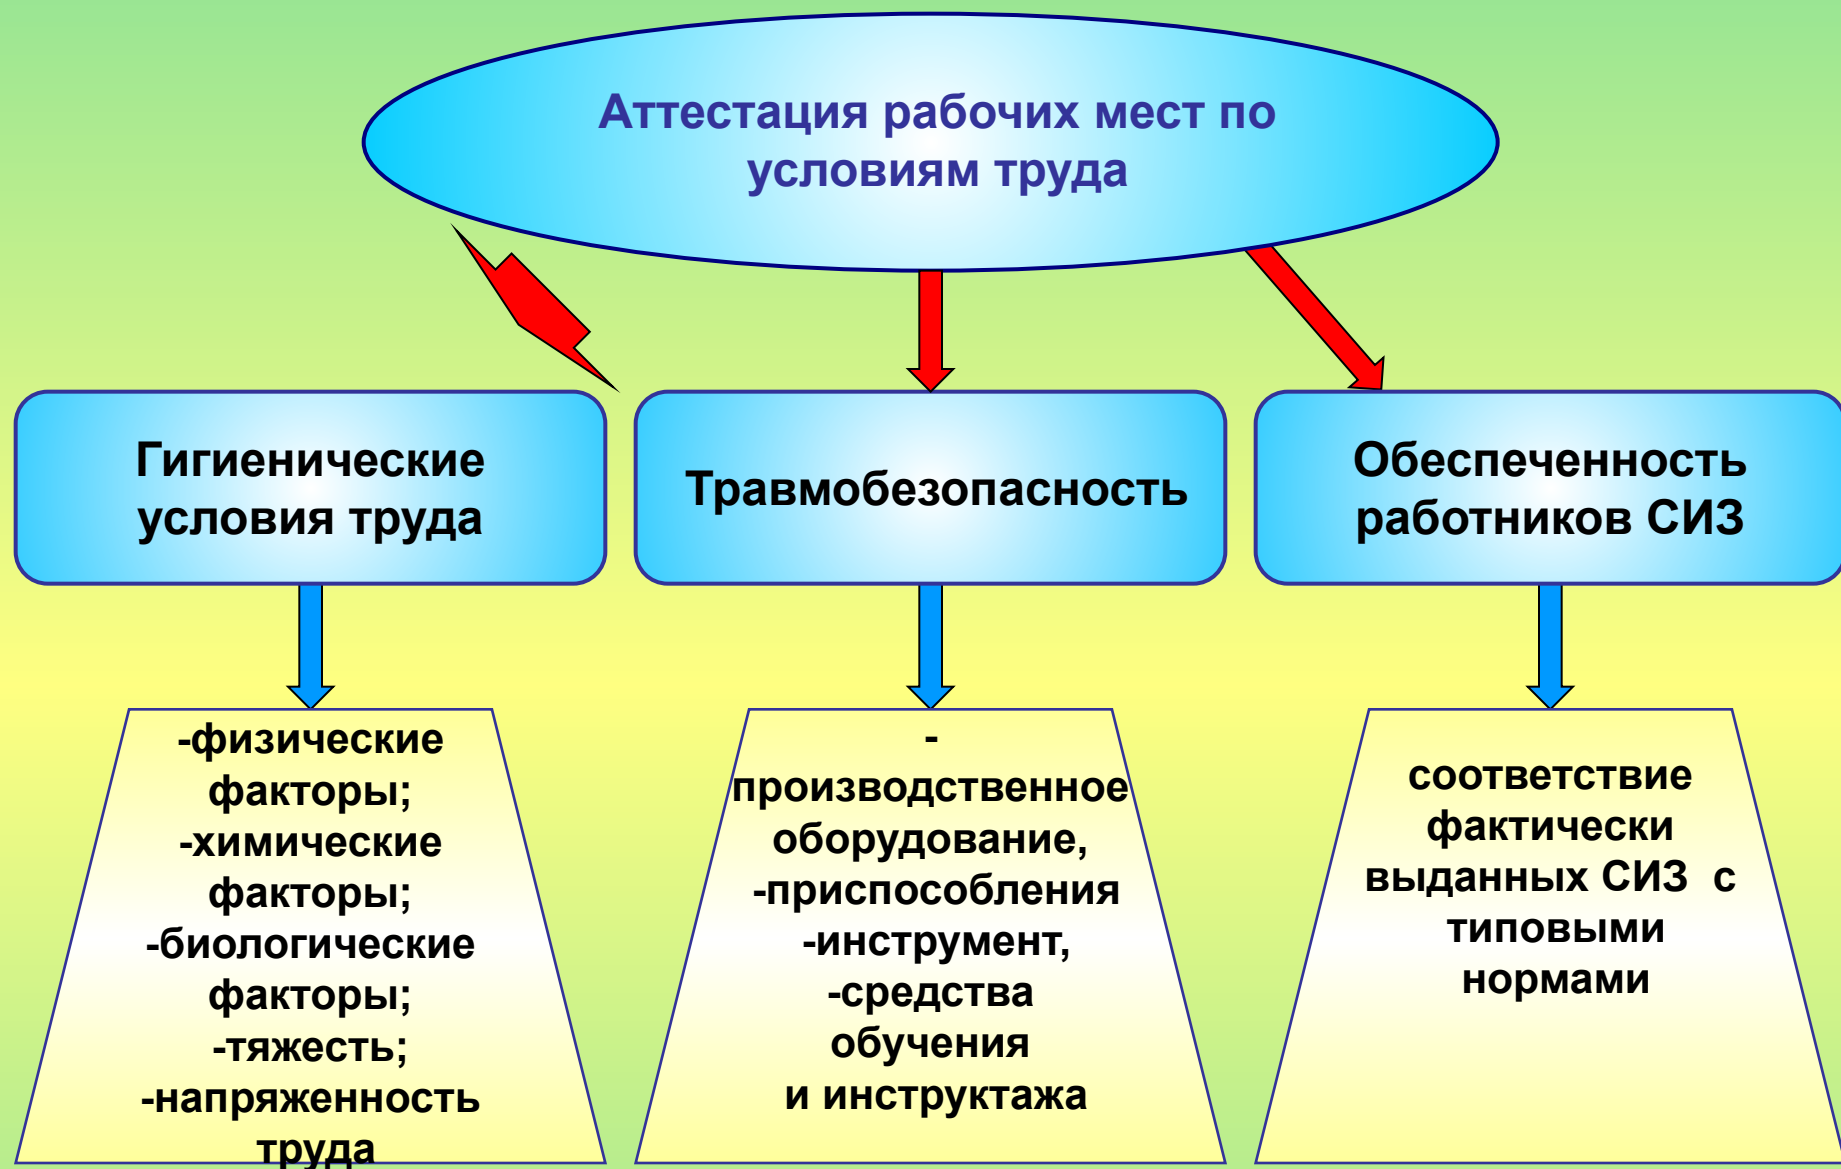 Аттестация рабочих мест по
условиям труда
Гигиенические
условия труда
Травмобезопасность
Обеспеченность
работников СИЗ
-физические
факторы;
-химические
факторы;
-биологические
факторы;
-тяжесть;
-напряженность
труда
-
производственное
оборудование,
-приспособления
-инструмент,
-средства
обучения
и инструктажа
соответствие
фактически
выданных СИЗ  с
типовыми
нормами